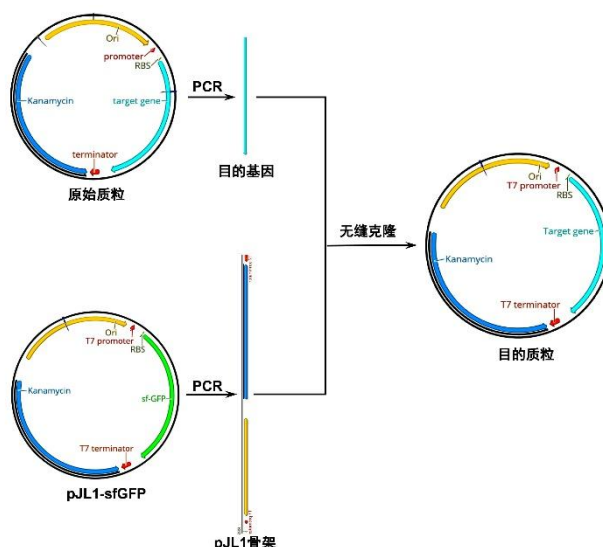 Ori
promoter
RBS
Kanamycin
target gene
terminator
原始质粒
PCR
目的基因
Ori
T7 promoter
RBS
Kanamycin
sf-GFP
T7 terminator
pJL1-sfGFP
PCR
pJL1骨架
无缝克隆
Ori
T7 promoter
RBS
Kanamycin
Target gene
T7 terminator
目的质粒